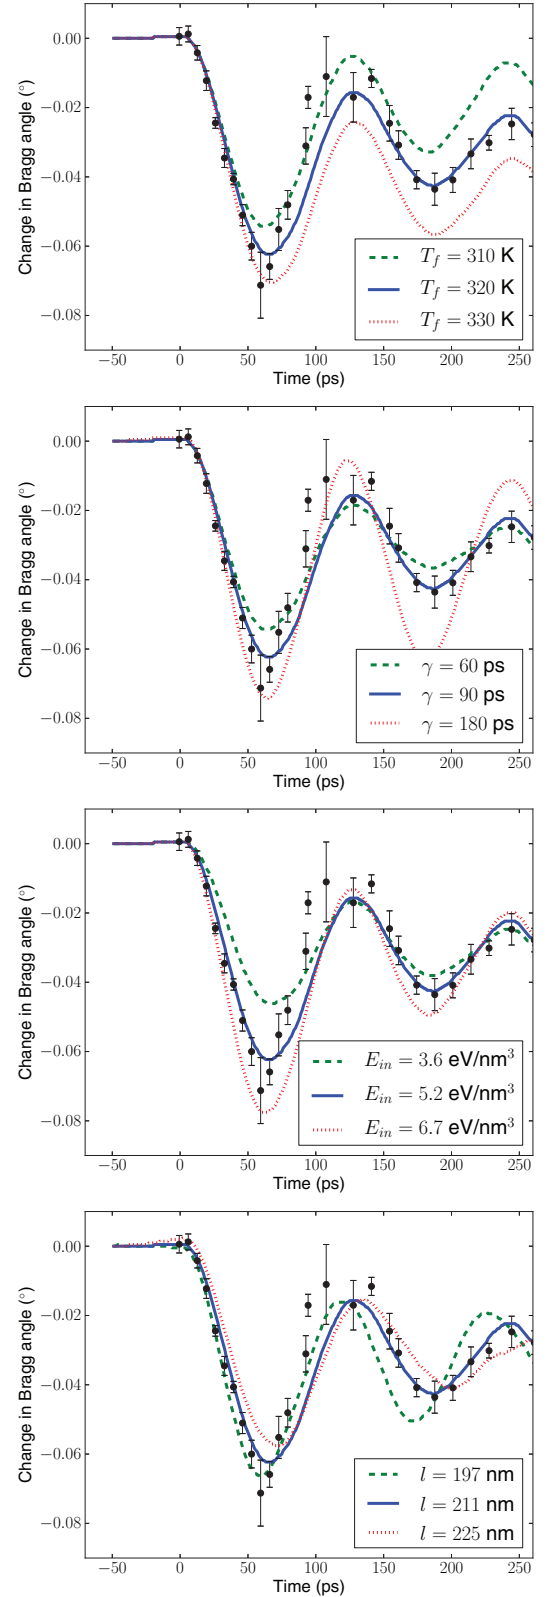 0.00
−0.02
−0.04
−0.06
−0.08
Change in Bragg angle (°)
−50 0 50 100 150 200 250
Time (ps)
T_f = 310 K
T_f = 320 K
T_f = 330 K
0.00
−0.02
−0.04
−0.06
−0.08
Change in Bragg angle (°)
−50 0 50 100 150 200 250
Time (ps)
γ = 60 ps
γ = 90 ps
γ = 180 ps
0.00
−0.02
−0.04
−0.06
−0.08
Change in Bragg angle (°)
−50 0 50 100 150 200 250
Time (ps)
E_in = 3.6 eV/nm³
E_in = 5.2 eV/nm³
E_in = 6.7 eV/nm³
0.00
−0.02
−0.04
−0.06
−0.08
Change in Bragg angle (°)
−50 0 50 100 150 200 250
Time (ps)
l = 197 nm
l = 211 nm
l = 225 nm